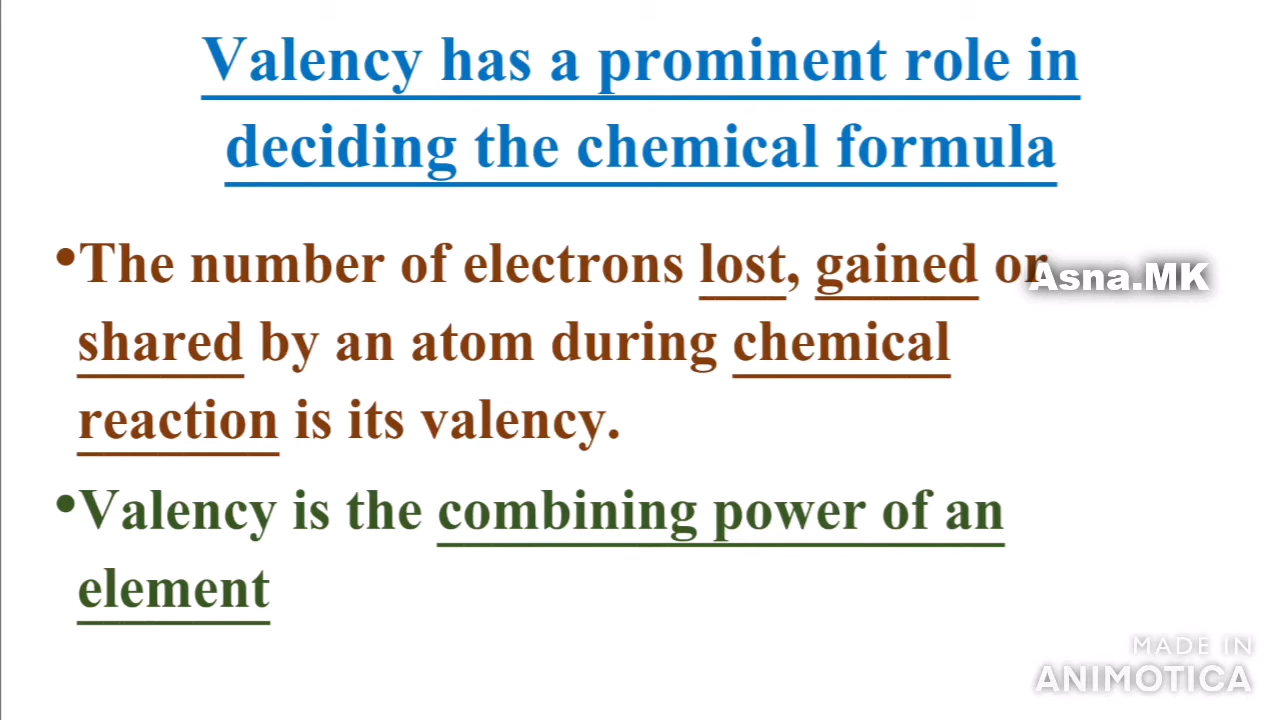 Valency has a prominent role in
deciding the chemical formula
•The number of electrons lost, gained or
Asna.MK
shared by an atom during chemical
reaction is its valency.
•Valency is the combining power of an
element
MADE IN
ANIMOTICA